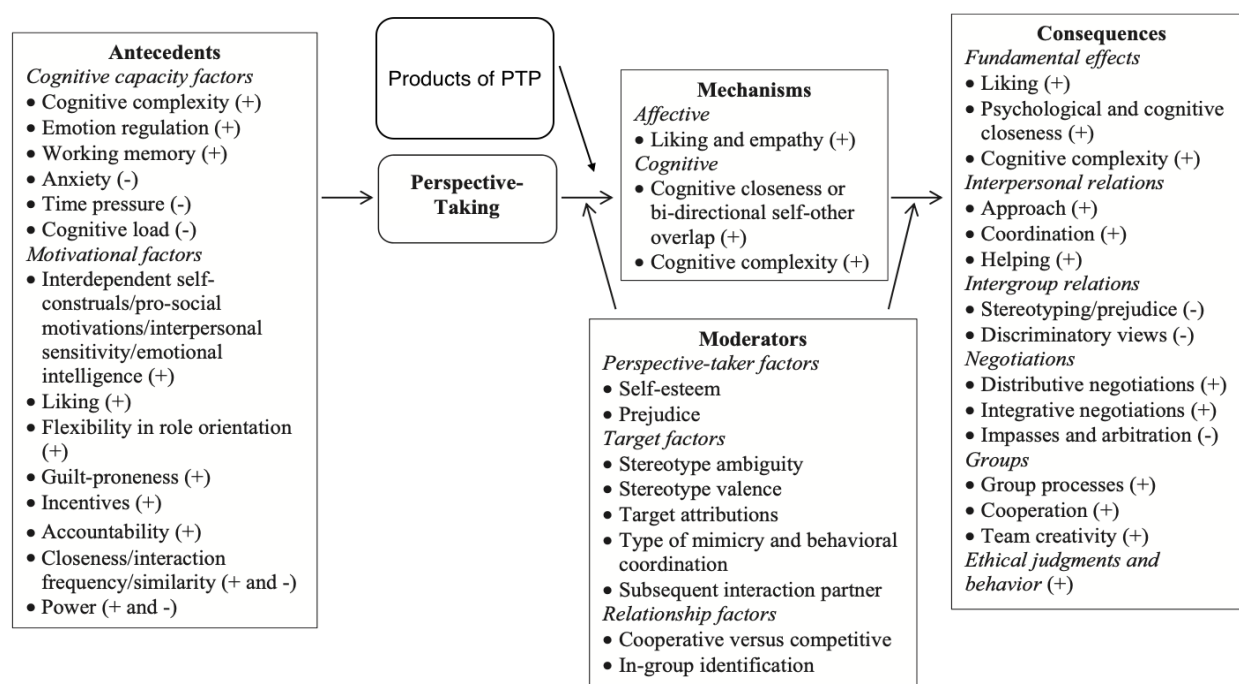 Antecedents
Cognitive capacity factors
• Cognitive complexity (+)
• Emotion regulation (+)
• Working memory (+)
• Anxiety (-)
• Time pressure (-)
• Cognitive load (-)
Motivational factors
• Interdependent self-
construals/pro-social
motivations/interpersonal
sensitivity/emotional
intelligence (+)
• Liking (+)
• Flexibility in role orientation
(+)
• Guilt-proneness (+)
• Incentives (+)
• Accountability (+)
• Closeness/interaction
frequency/similarity (+ and -)
• Power (+ and -)
Products of PTP
Perspective-
Taking
Mechanisms
Affective
• Liking and empathy (+)
Cognitive
• Cognitive closeness or
bi-directional self-other
overlap (+)
• Cognitive complexity (+)
Moderators
Perspective-taker factors
• Self-esteem
• Prejudice
Target factors
• Stereotype ambiguity
• Stereotype valence
• Target attributions
• Type of mimicry and behavioral
coordination
• Subsequent interaction partner
Relationship factors
• Cooperative versus competitive
• In-group identification
Consequences
Fundamental effects
• Liking (+)
• Psychological and cognitive
closeness (+)
• Cognitive complexity (+)
Interpersonal relations
• Approach (+)
• Coordination (+)
• Helping (+)
Intergroup relations
• Stereotyping/prejudice (-)
• Discriminatory views (-)
Negotiations
• Distributive negotiations (+)
• Integrative negotiations (+)
• Impasses and arbitration (-)
Groups
• Group processes (+)
• Cooperation (+)
• Team creativity (+)
Ethical judgments and
behavior (+)